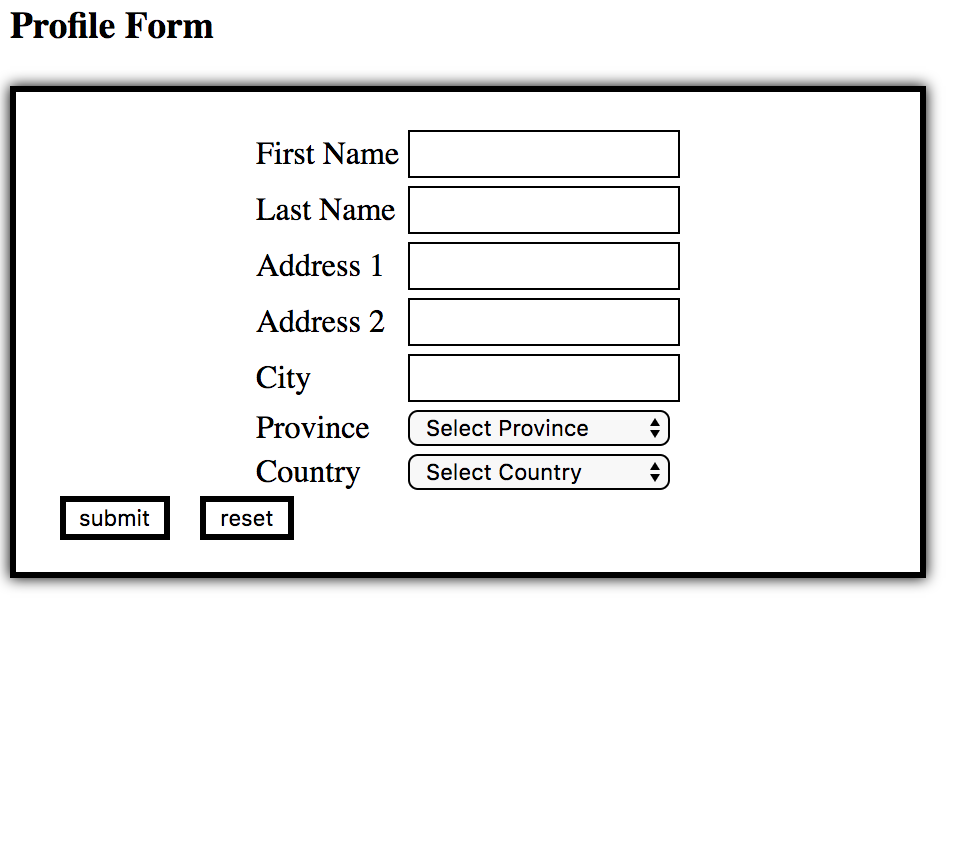 Profile Form
First Name
Last Name
Address 1
Address 2
City
Province Select Province
Country Select Country
submit reset